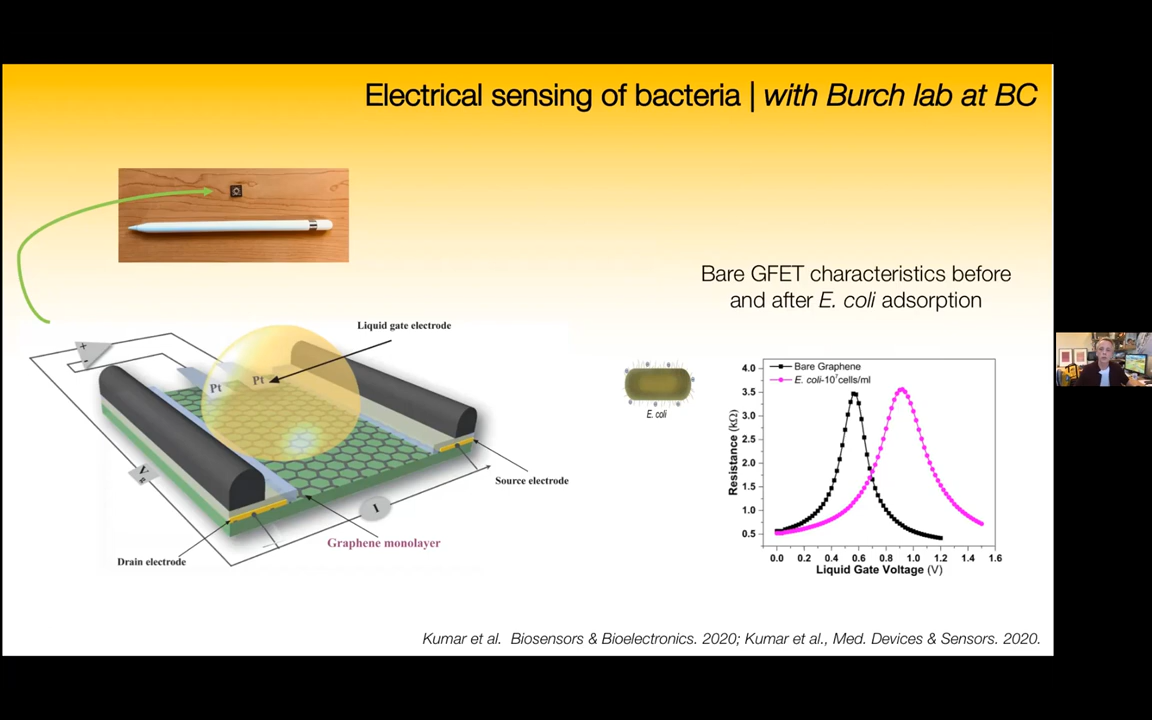 Electrical sensing of bacteria | with Burch lab at BC
Liquid gate electrode
+
-
Pt
Pt
Source electrode
I
Graphene monolayer
Drain electrode
Bare GFET characteristics before
and after E. coli adsorption
E. coli
Bare Graphene
E. coli-10⁷cells/ml
4.0
3.5
3.0
2.5
2.0
1.5
1.0
0.5
Resistance (kΩ)
0.0 0.2 0.4 0.6 0.8 1.0 1.2 1.4 1.6
Liquid Gate Voltage (V)
Kumar et al. Biosensors & Bioelectronics. 2020; Kumar et al., Med. Devices & Sensors. 2020.